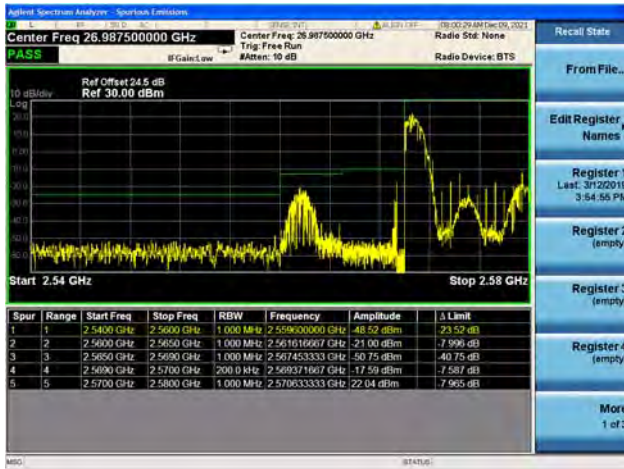 Agilent Spectrum Analyzer - Spurious Emissions
Center Freq 26.987500000 GHz
PASS
IFGain:Low
Center Freq: 26.987500000 GHz
Trig: Free Run
#Atten: 10 dB
08:00:29 AM Dec 09, 2021
Radio Std: None
Radio Device: BTS
Ref Offset 24.5 dB
10 dB/div Ref 30.00 dBm
Log
Start 2.54 GHz
Stop 2.58 GHz
Spur Range Start Freq Stop Freq RBW Frequency Amplitude Δ Limit
1 1 2.5400 GHz 2.5600 GHz 1.000 MHz 2.559600000 GHz -48.52 dBm -23.52 dB
2 2 2.5600 GHz 2.5650 GHz 1.000 MHz 2.561616667 GHz -21.00 dBm -7.996 dB
3 3 2.5650 GHz 2.5690 GHz 1.000 MHz 2.567453333 GHz -50.75 dBm -40.75 dB
4 4 2.5690 GHz 2.5700 GHz 200.0 kHz 2.569371667 GHz -17.59 dBm -7.587 dB
5 5 2.5700 GHz 2.5800 GHz 1.000 MHz 2.570633333 GHz 22.04 dBm -7.965 dB
MSG
STATUS
Recall State
From File...
Edit Register
Names
Register 1
Last: 3/12/2019
3:54:55 PM
Register 2
(empty
Register 3
(empty
Register 4
(empty
More
1 of 3